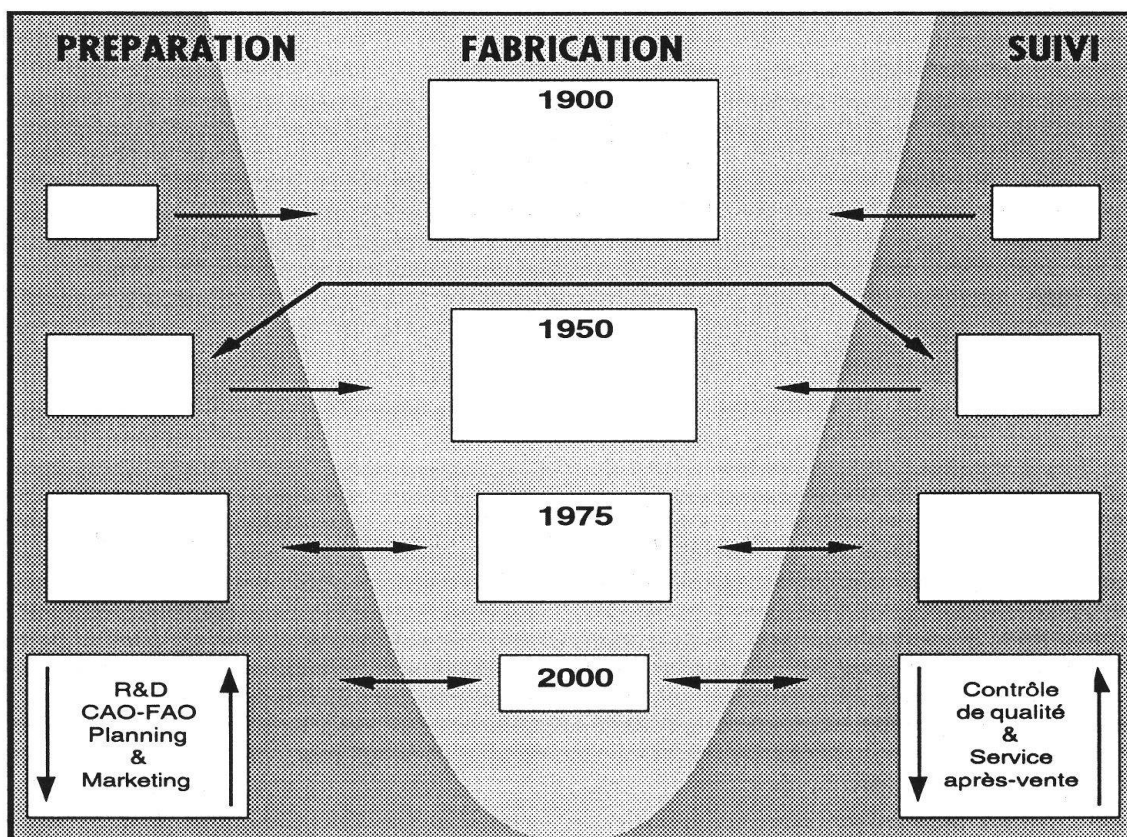 PREPARATION
FABRICATION
SUIVI
1900
1950
1975
2000
R&D
CAO-FAO
Planning
&
Marketing
Contrôle
de qualité
&
Service
après-vente